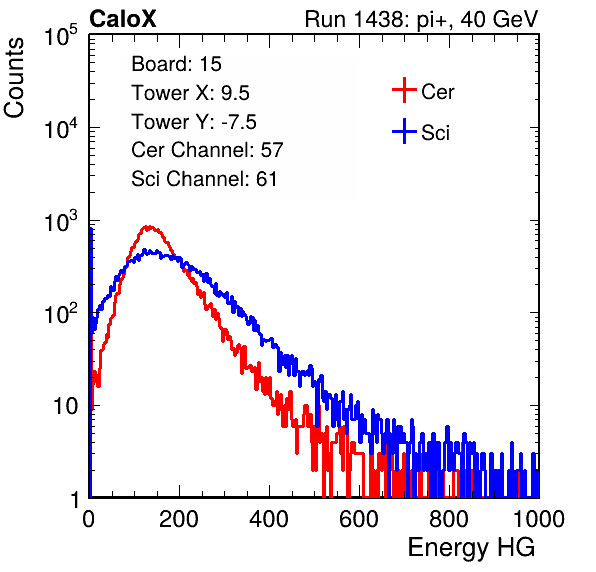 CaloX Run 1438: pi+, 40 GeV
Counts
10^5
10^4
10^3
10^2
10
1
Board: 15
Tower X: 9.5
Tower Y: -7.5
Cer Channel: 57
Sci Channel: 61
Cer
Sci
0 200 400 600 800 1000
Energy HG